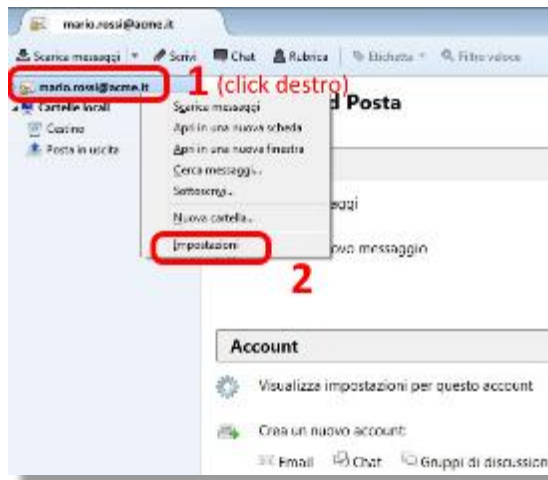 mario.rossi@acme.it
Scarica messaggi Scrivi Chat Rubrica Etichetta Filtro veloce
mario.rossi@acme.it 1 (click destro)
Cartelle locali
Cestino
Posta in uscita
Scarica messaggi
Apri in una nuova scheda
Apri in una nuova finestra
Cerca messaggi...
Sottoscrivi...
Nuova cartella...
Impostazioni
2
d Posta
aggi
ovo messaggio
Account
Visualizza impostazioni per questo account
Crea un nuovo account:
Email Chat Gruppi di discussion